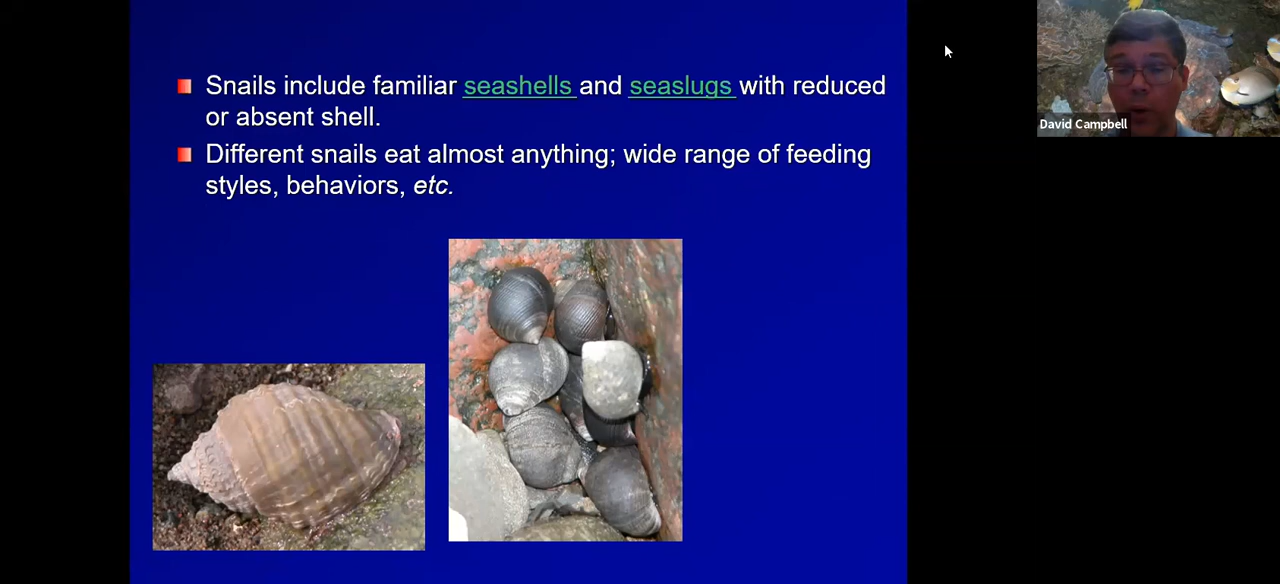 Snails include familiar seashells and seaslugs with reduced
or absent shell.
Different snails eat almost anything; wide range of feeding
styles, behaviors, etc.
David Campbell